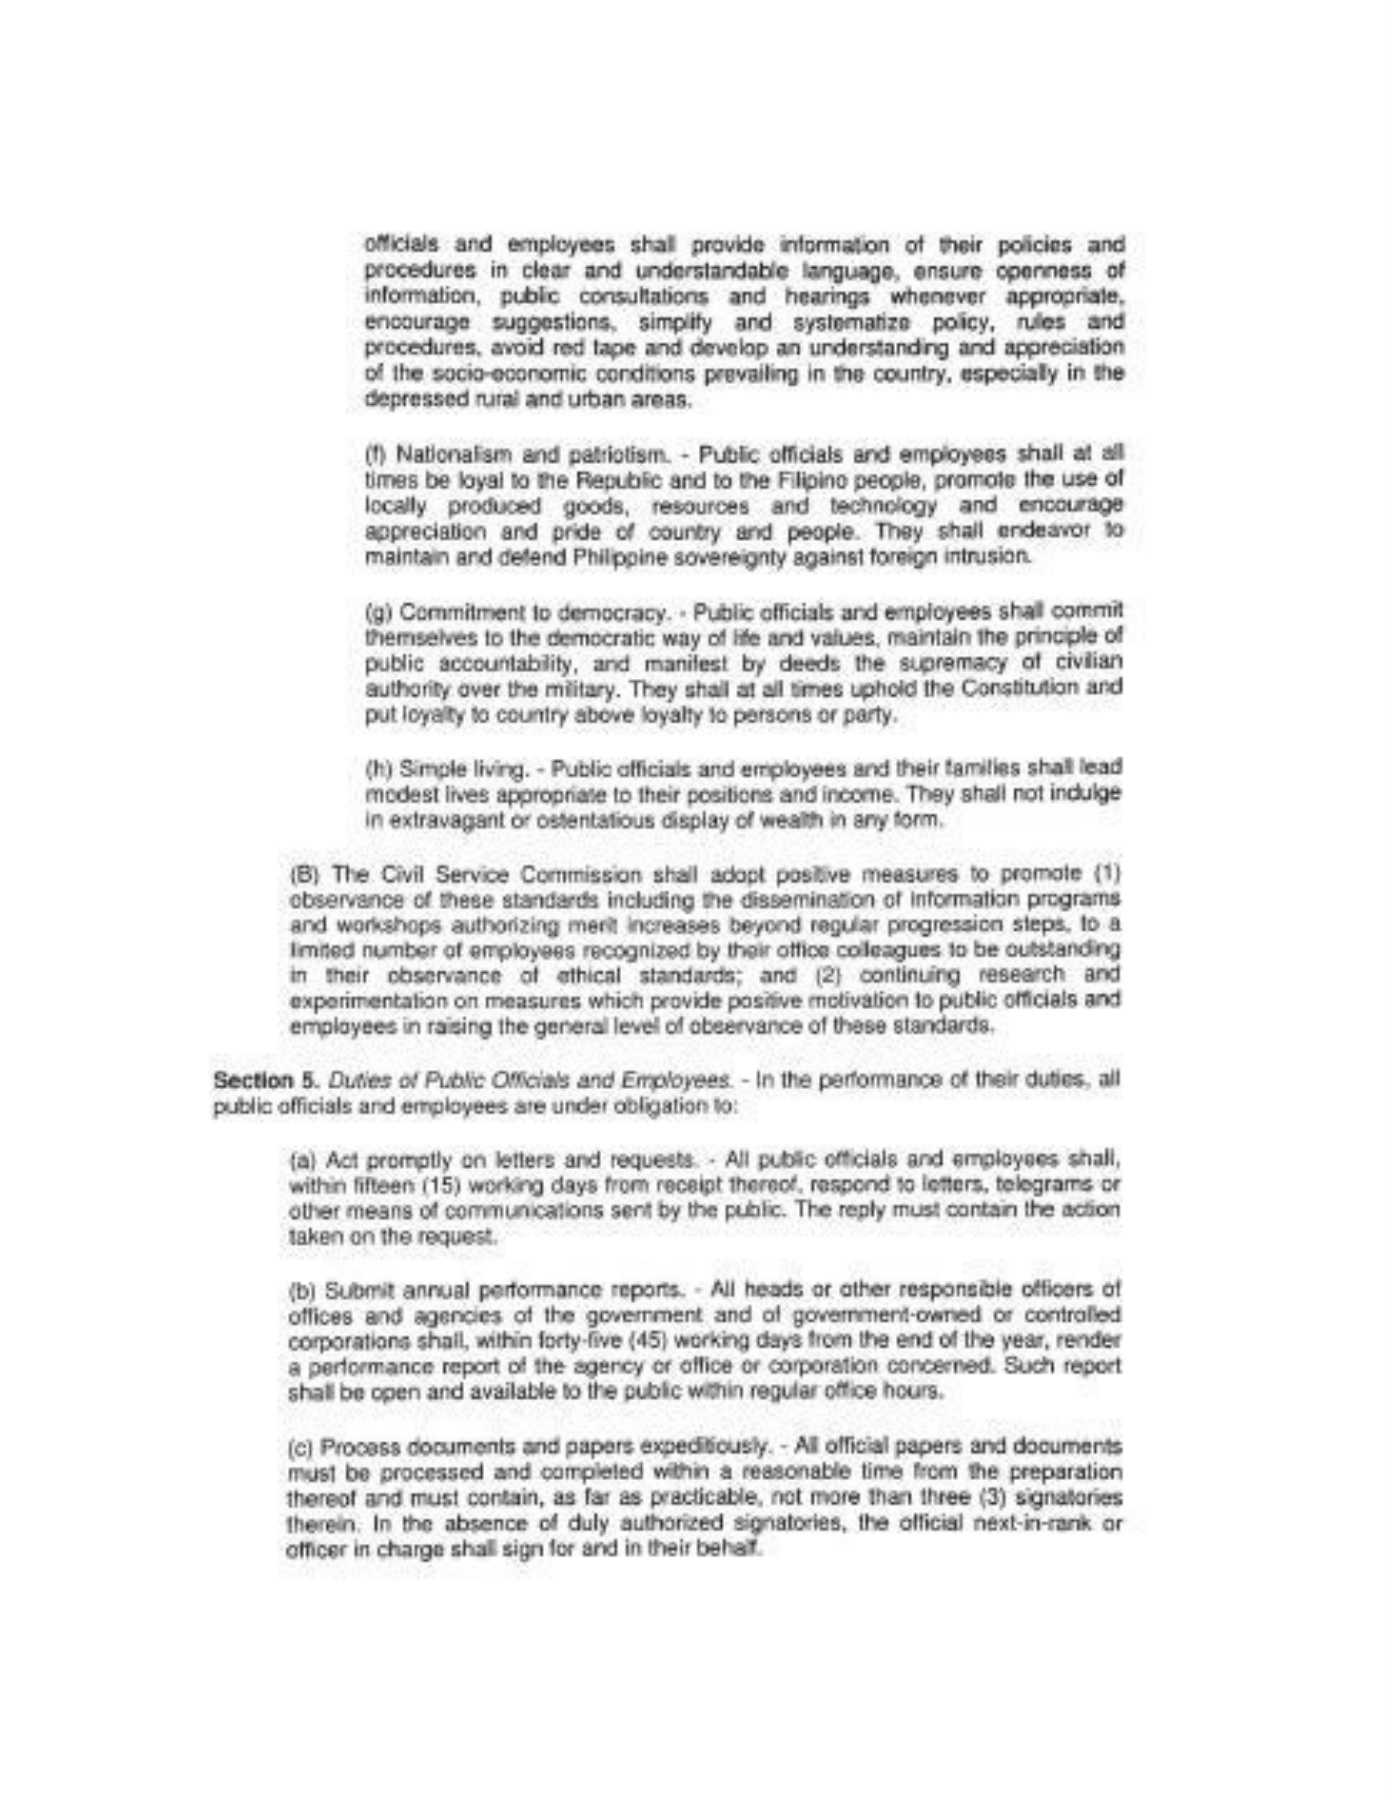 officials and employees shall provide information of their policies and
procedures in clear and understandable language, ensure openness of
information, public consultations and hearings whenever appropriate,
encourage suggestions, simplify and systematize policy, rules and
procedures, avoid red tape and develop an understanding and appreciation
of the socio-economic conditions prevailing in the country, especially in the
depressed rural and urban areas.
(f) Nationalism and patriotism. - Public officials and employees shall at all
times be loyal to the Republic and to the Filipino people, promote the use of
locally produced goods, resources and technology and encourage
appreciation and pride of country and people. They shall endeavor to
maintain and defend Philippine sovereignty against foreign intrusion.
(g) Commitment to democracy. - Public officials and employees shall commit
themselves to the democratic way of life and values, maintain the principle of
public accountability, and manifest by deeds the supremacy of civilian
authority over the military. They shall at all times uphold the Constitution and
put loyalty to country above loyalty to persons or party.
(h) Simple living. - Public officials and employees and their families shall lead
modest lives appropriate to their positions and income. They shall not indulge
in extravagant or ostentatious display of wealth in any form.
(B) The Civil Service Commission shall adopt positive measures to promote (1)
observance of these standards including the dissemination of information programs
and workshops authorizing merit increases beyond regular progression steps, to a
limited number of employees recognized by their office colleagues to be outstanding
in their observance of ethical standards; and (2) continuing research and
experimentation on measures which provide positive motivation to public officials and
employees in raising the general level of observance of these standards.
Section 5. Duties of Public Officials and Employees. - In the performance of their duties, all
public officials and employees are under obligation to:
(a) Act promptly on letters and requests. - All public officials and employees shall,
within fifteen (15) working days from receipt thereof, respond to letters, telegrams or
other means of communications sent by the public. The reply must contain the action
taken on the request.
(b) Submit annual performance reports. - All heads or other responsible officers of
offices and agencies of the government and of government-owned or controlled
corporations shall, within forty-five (45) working days from the end of the year, render
a performance report of the agency or office or corporation concerned. Such report
shall be open and available to the public within regular office hours.
(c) Process documents and papers expeditiously. - All official papers and documents
must be processed and completed within a reasonable time from the preparation
thereof and must contain, as far as practicable, not more than three (3) signatories
therein. In the absence of duly authorized signatories, the official next-in-rank or
officer in charge shall sign for and in their behalf.